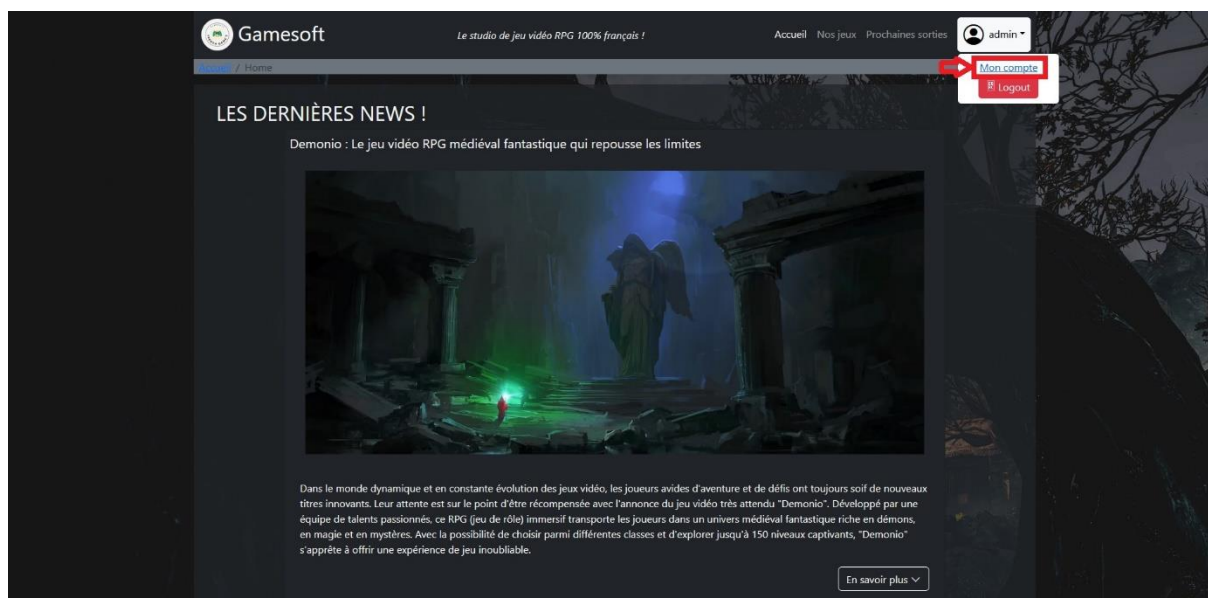 Gamesoft
Le studio de jeu vidéo RPG 100% français !
Accueil Nos jeux Prochaines sorties
admin
Accueil / Home
Mon compte
Logout
LES DERNIÈRES NEWS !
Demonio : Le jeu vidéo RPG médiéval fantastique qui repousse les limites
Dans le monde dynamique et en constante évolution des jeux vidéo, les joueurs avides d'aventure et de défis ont toujours soif de nouveaux
titres innovants. Leur attente est sur le point d'être récompensée avec l'annonce du jeu vidéo très attendu "Demonio". Développé par une
équipe de talents passionnés, ce RPG (jeu de rôle) immersif transporte les joueurs dans un univers médiéval fantastique riche en démons,
en magie et en mystères. Avec la possibilité de choisir parmi différentes classes et d'explorer jusqu'à 150 niveaux captivants, "Demonio"
s'apprête à offrir une expérience de jeu inoubliable.
En savoir plus